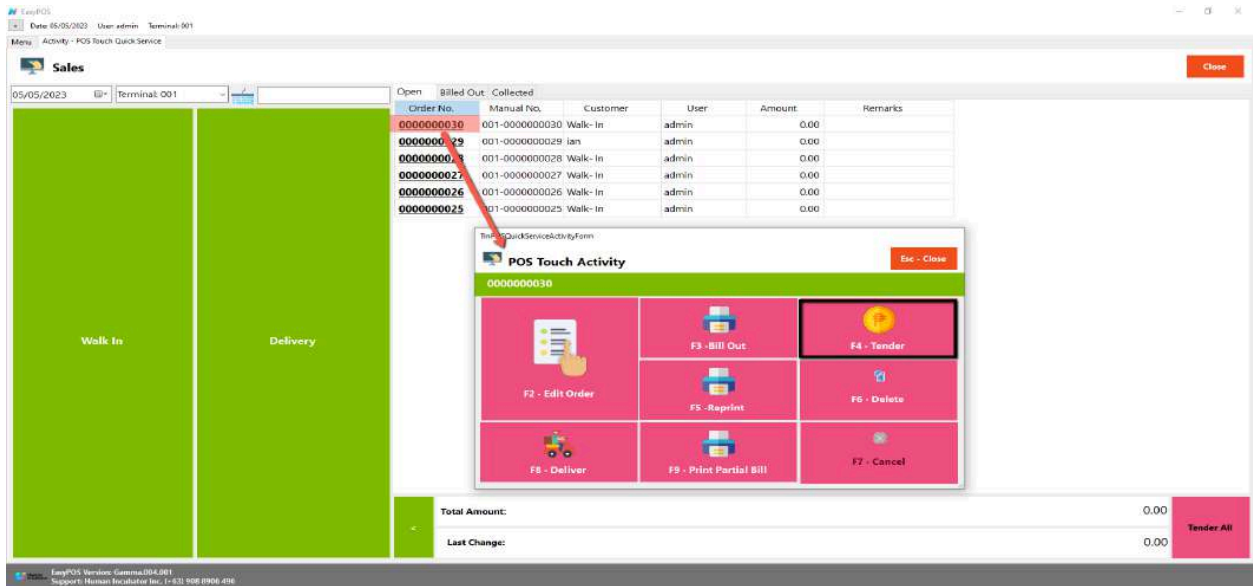 EasyPOS
Date: 05/05/2023 User: admin Terminal: 001
Menu Activity - POS Touch Quick Service
Sales
Close
05/05/2023 Terminal: 001
Open Billed Out Collected
Order No. Manual No. Customer User Amount Remarks
0000000030 001-0000000030 Walk- In admin 0.00
0000000029 001-0000000029 ian admin 0.00
0000000028 001-0000000028 Walk- In admin 0.00
0000000027 001-0000000027 Walk- In admin 0.00
0000000026 001-0000000026 Walk- In admin 0.00
0000000025 001-0000000025 Walk- In admin 0.00
Walk In
Delivery
POS Touch Activity
Esc - Close
0000000030
F2 - Edit Order
F3 -Bill Out
F4 - Tender
F5 -Reprint
F6 - Delete
F8 - Deliver
F9 - Print Partial Bill
F7 - Cancel
<
Total Amount: 0.00
Last Change: 0.00
Tender All
EasyPOS Version: Gamma.004.001
Support: Human Incubator Inc. (+63) 908 8906 496